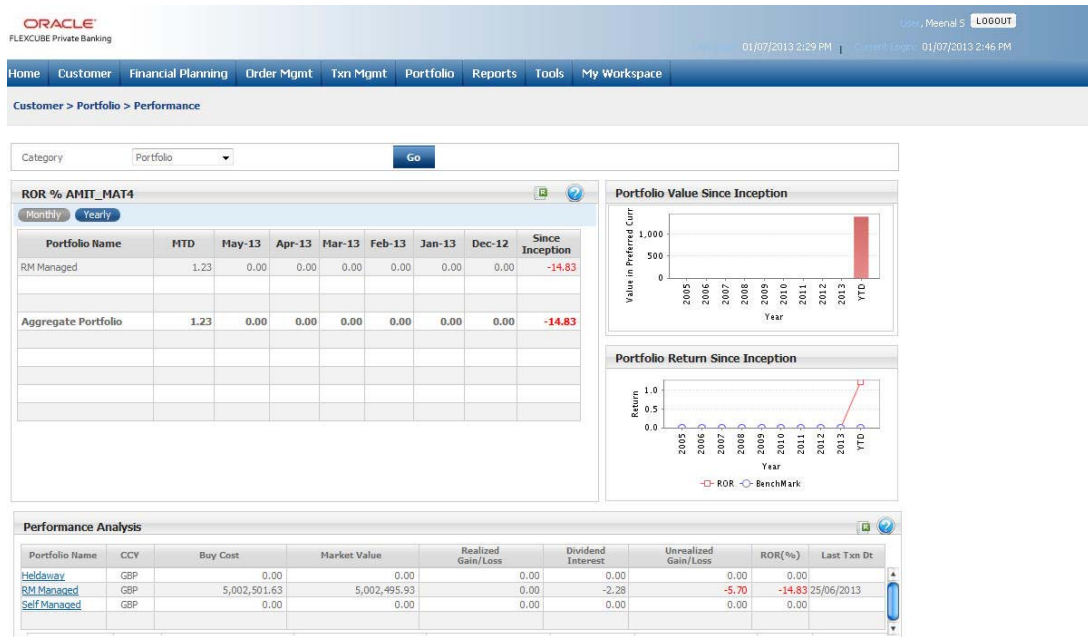 ORACLE
FLEXCUBE Private Banking
User, Meenal S LOGOUT
01/07/2013 2:29 PM | Current Login: 01/07/2013 2:46 PM
Home Customer Financial Planning Order Mgmt Txn Mgmt Portfolio Reports Tools My Workspace
Customer > Portfolio > Performance
Category Portfolio Go
ROR % AMIT_MAT4
Monthly Yearly
Portfolio Name MTD May-13 Apr-13 Mar-13 Feb-13 Jan-13 Dec-12 Since Inception
RM Managed 1.23 0.00 0.00 0.00 0.00 0.00 0.00 -14.83
Aggregate Portfolio 1.23 0.00 0.00 0.00 0.00 0.00 0.00 -14.83
Portfolio Value Since Inception
Value in Preferred Curr
1,000
500
0
2005 2006 2007 2008 2009 2010 2011 2012 2013 YTD
Year
Portfolio Return Since Inception
Return
1.0
0.5
0.0
2005 2006 2007 2008 2009 2010 2011 2012 2013 YTD
Year
ROR BenchMark
Performance Analysis
Portfolio Name CCY Buy Cost Market Value Realized Gain/Loss Dividend Interest Unrealized Gain/Loss ROR(%) Last Txn Dt
Heldaway GBP 0.00 0.00 0.00 0.00 0.00 0.00
RM Managed GBP 5,002,501.63 5,002,495.93 0.00 -2.28 -5.70 -14.83 25/06/2013
Self Managed GBP 0.00 0.00 0.00 0.00 0.00 0.00